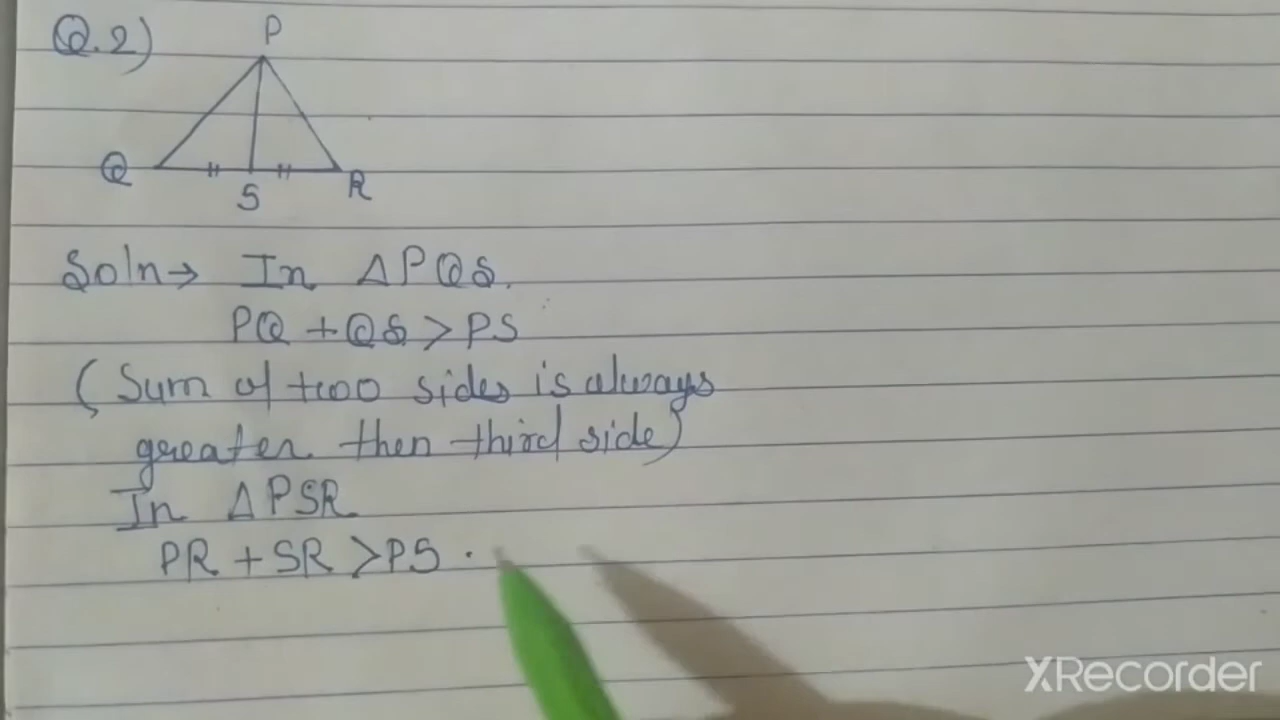 Q.2)
P
Q
S
R
Soln→ In △PQS.
PQ + QS > PS
(Sum of two sides is always
greater then third side)
In △PSR
PR + SR > PS .
XRecorder